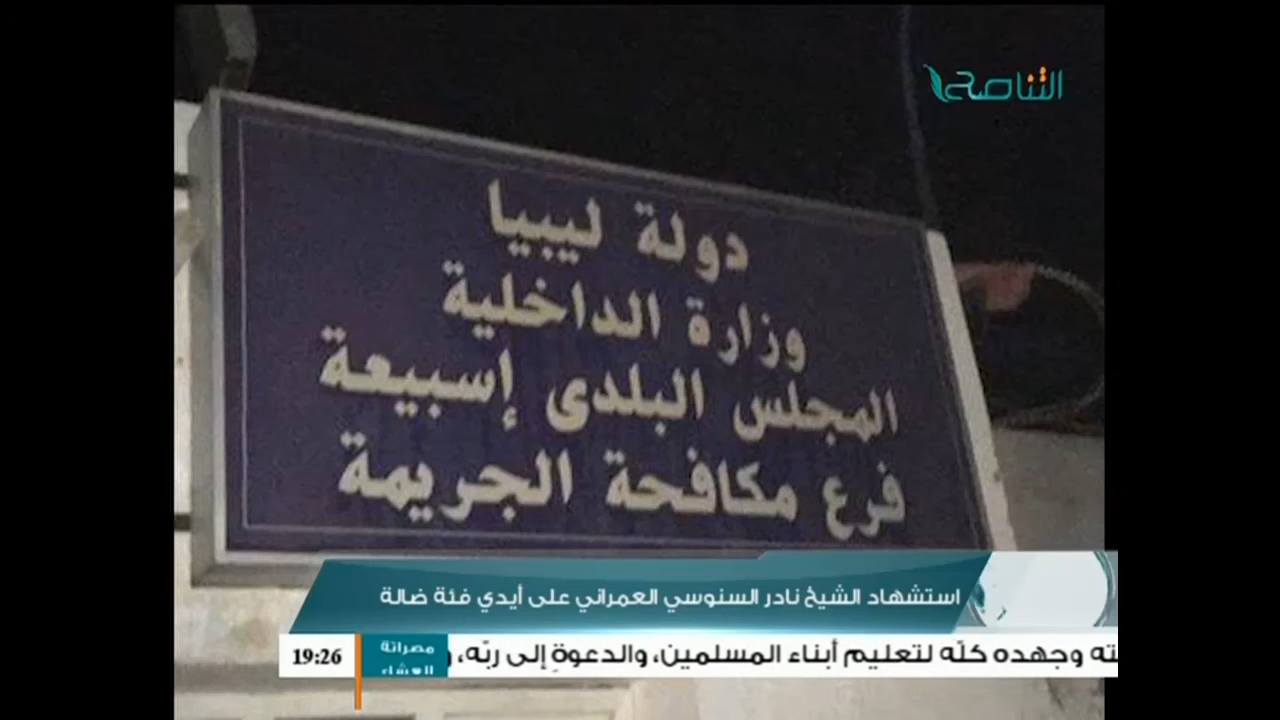 التناصح
دولة ليبيا
وزارة الداخلية
المجلس البلدى إسبيعة
فرع مكافحة الجريمة
استشهاد الشيخ نادر السنوسي العمراني على أيدي فئة ضالة
وجهده كلّه لتعليم أبناء المسلمين، والدعوةِ إلى ربّه،
مصراتة
العشاء
19:26